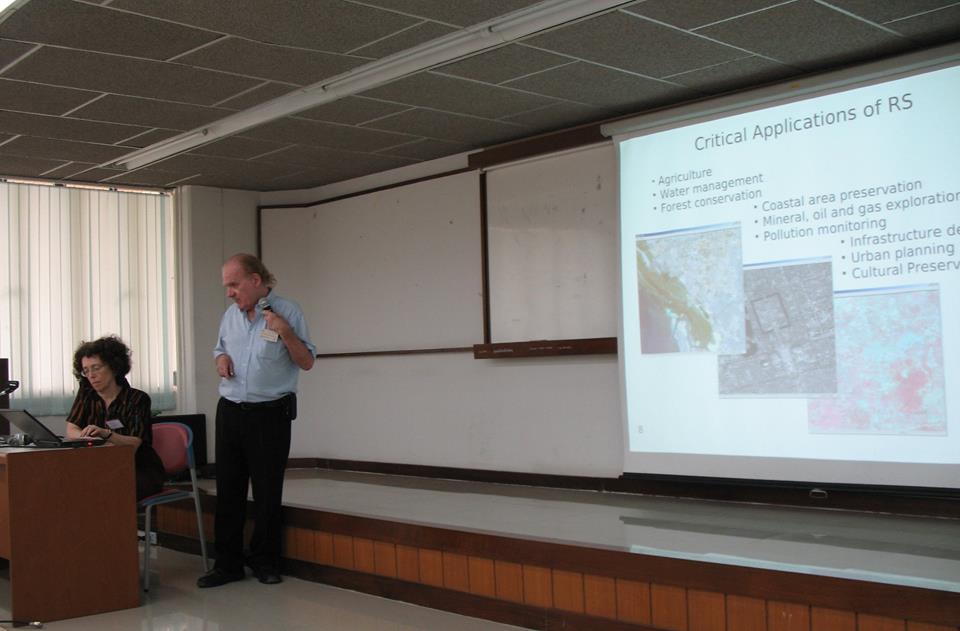 Critical Applications of RS
• Agriculture
• Water management
• Forest conservation
• Coastal area preservation
• Mineral, oil and gas exploration
• Pollution monitoring
• Infrastructure de
• Urban planning
• Cultural Preserv
8